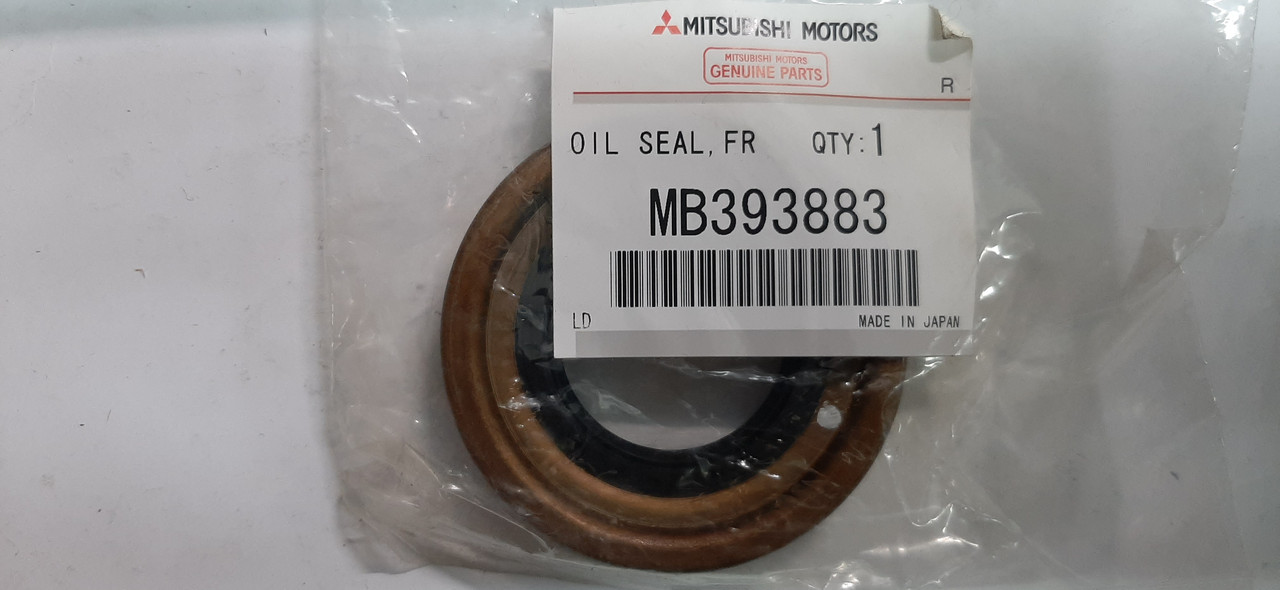 MITSUBISHI MOTORS
MITSUBISHI MOTORS
GENUINE PARTS
R
OIL SEAL,FR QTY:1
MB393883
LD MADE IN JAPAN